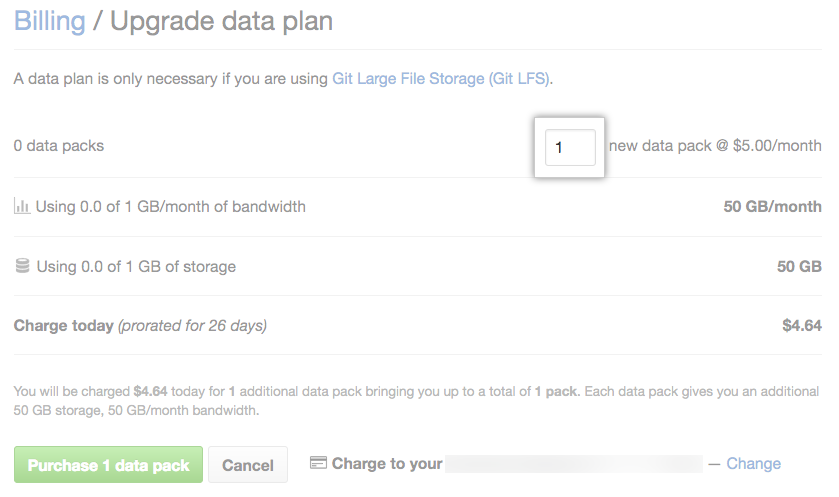 Billing / Upgrade data plan
A data plan is only necessary if you are using Git Large File Storage (Git LFS).
0 data packs 1 new data pack @ $5.00/month
Using 0.0 of 1 GB/month of bandwidth 50 GB/month
Using 0.0 of 1 GB of storage 50 GB
Charge today (prorated for 26 days) $4.64
You will be charged $4.64 today for 1 additional data pack bringing you up to a total of 1 pack. Each data pack gives you an additional
50 GB storage, 50 GB/month bandwidth.
Purchase 1 data pack Cancel Charge to your — Change